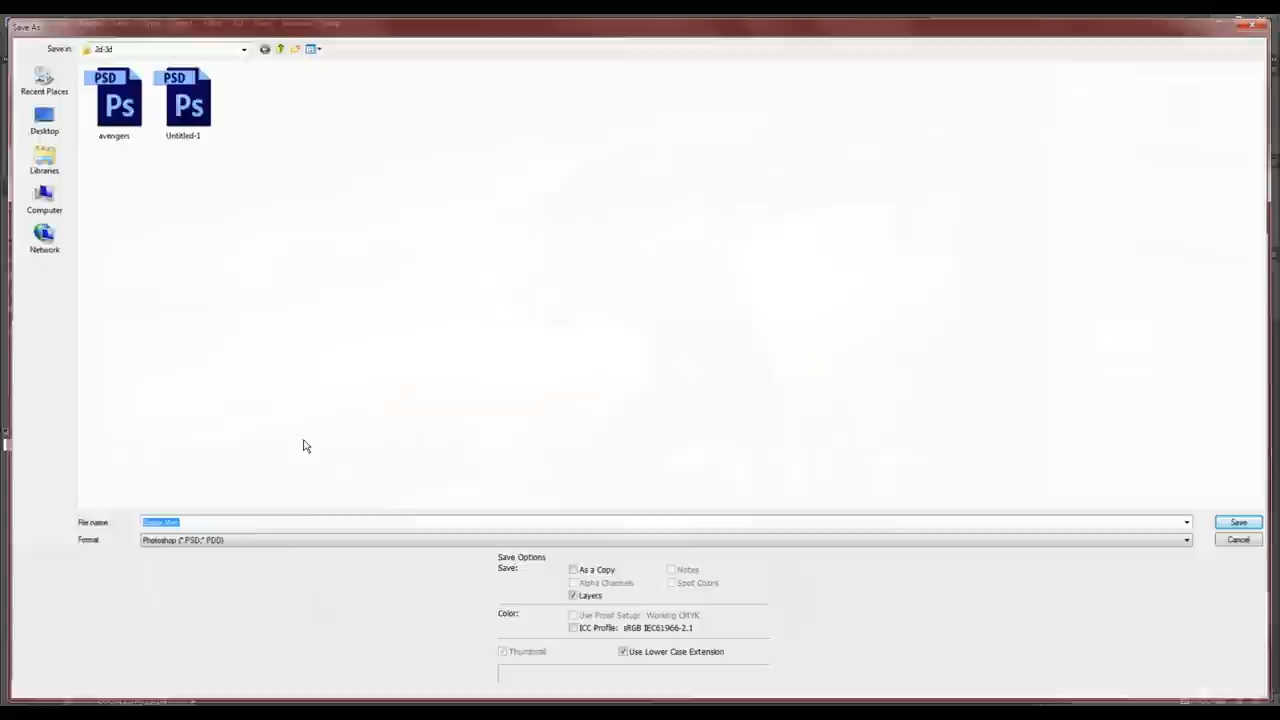 Save As
Save in:
2d-3d
PSD
Ps
PSD
Ps
avengers
Untitled-1
Recent Places
Desktop
Libraries
Computer
Network
File name
Save
Format
Photoshop (*.PSD;*.PDD)
Cancel
Save Options
Save:
As a Copy
Notes
Alpha Channels
Spot Colors
Layers
Color:
Use Proof Setup: Working CMYK
ICC Profile: sRGB IEC61966-2.1
Thumbnail
Use Lower Case Extension